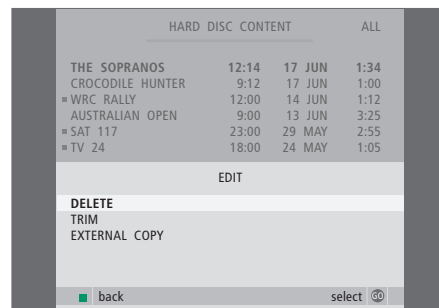 HARD DISC CONTENT ALL
THE SOPRANOS 12:14 17 JUN 1:34
CROCODILE HUNTER 9:12 17 JUN 1:00
WRC RALLY 12:00 14 JUN 1:12
AUSTRALIAN OPEN 9:00 13 JUN 3:25
SAT 117 23:00 29 MAY 2:55
TV 24 18:00 24 MAY 1:05
EDIT
DELETE
TRIM
EXTERNAL COPY
back select GO